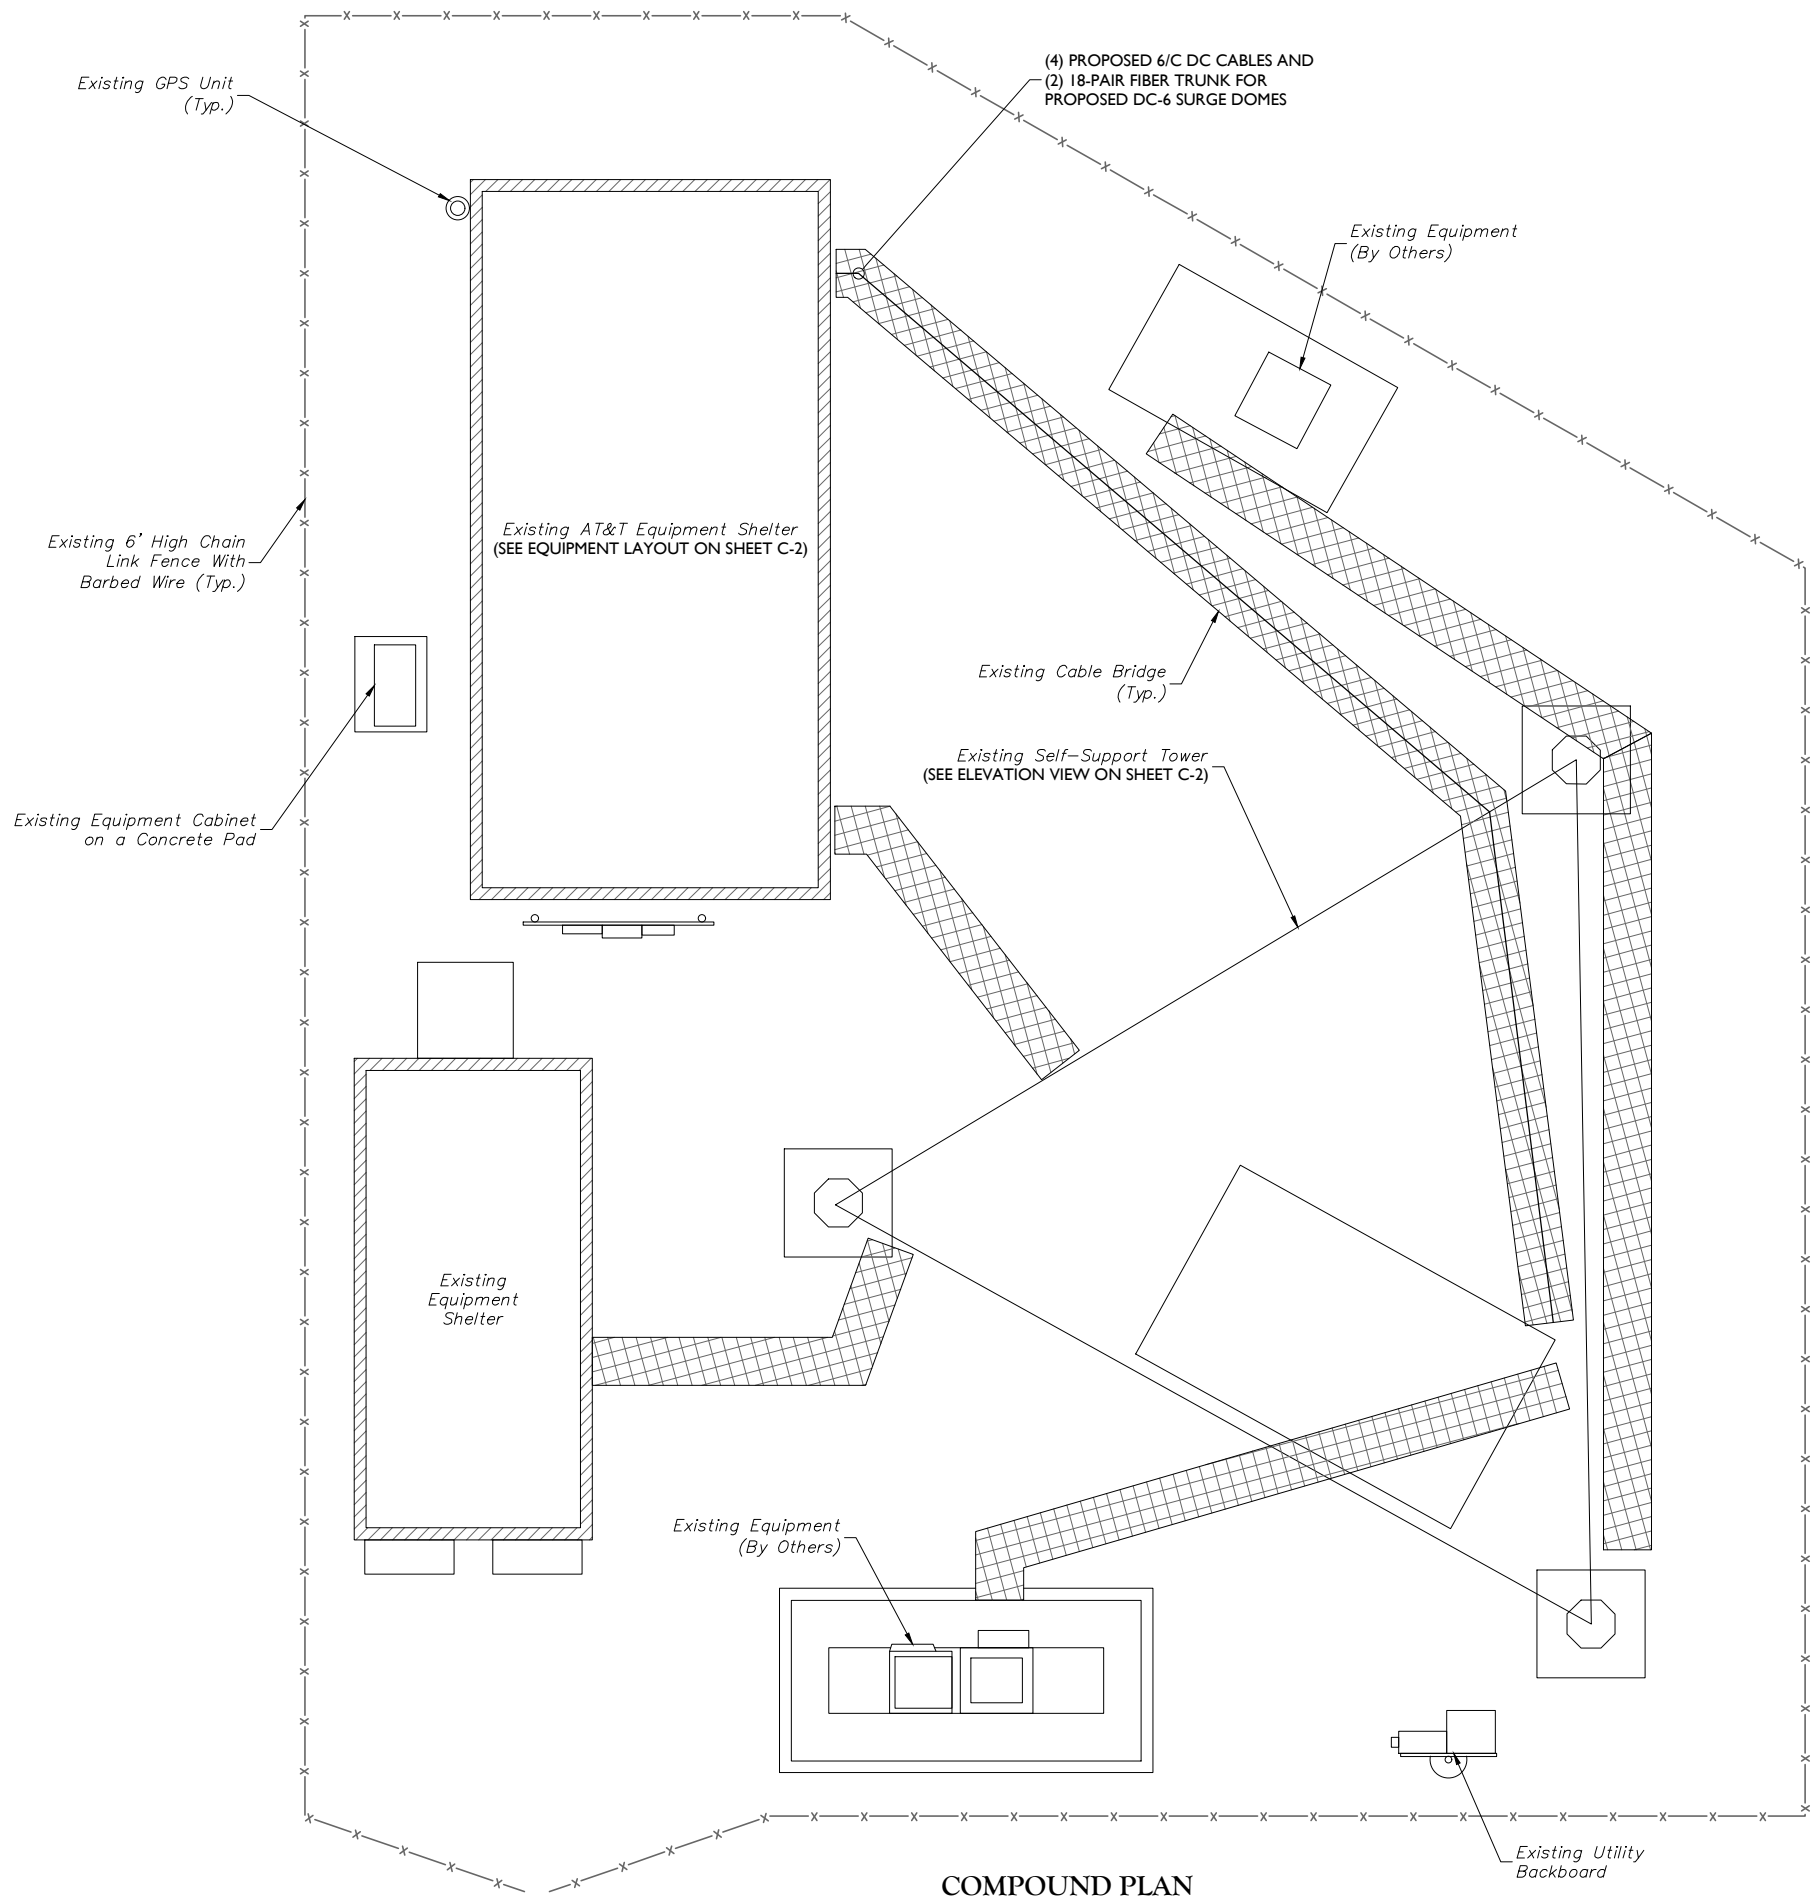 (4) PROPOSED 6/C DC CABLES AND
(2) 18-PAIR FIBER TRUNK FOR
PROPOSED DC-6 SURGE DOMES
Existing GPS Unit
(Typ.)
Existing Equipment
(By Others)
Existing AT&T Equipment Shelter
(SEE EQUIPMENT LAYOUT ON SHEET C-2)
Existing 6' High Chain
Link Fence With
Barbed Wire (Typ.)
Existing Cable Bridge
(Typ.)
Existing Self-Support Tower
(SEE ELEVATION VIEW ON SHEET C-2)
Existing Equipment Cabinet
on a Concrete Pad
Existing
Equipment
Shelter
Existing Equipment
(By Others)
Existing Utility
Backboard
COMPOUND PLAN